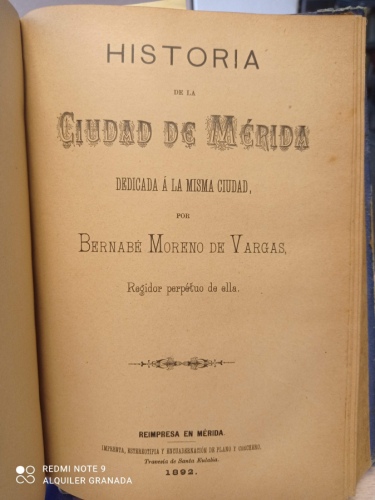 HISTORIA
DE LA
CIUDAD DE MÉRIDA
DEDICADA Á LA MISMA CIUDAD,
POR
BERNABÉ MORENO DE VARGAS,
Regidor perpétuo de ella.
REIMPRESA EN MÉRIDA.
IMPRENTA, ESTEREOTIPIA Y ENCUADERNACIÓN DE PLANO Y CORCHERO,
Travesía de Santa Eulalia.
1892.
REDMI NOTE 9
ALQUILER GRANADA